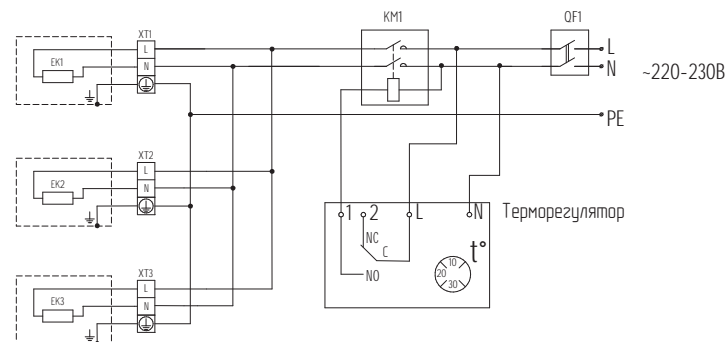 KM1
QF1
XT1
L
N
EK1
L
N
~220-230В
PE
XT2
L
N
EK2
1 2 L N Терморегулятор
NC
C
t°
10
20
30
NO
XT3
L
N
EK3